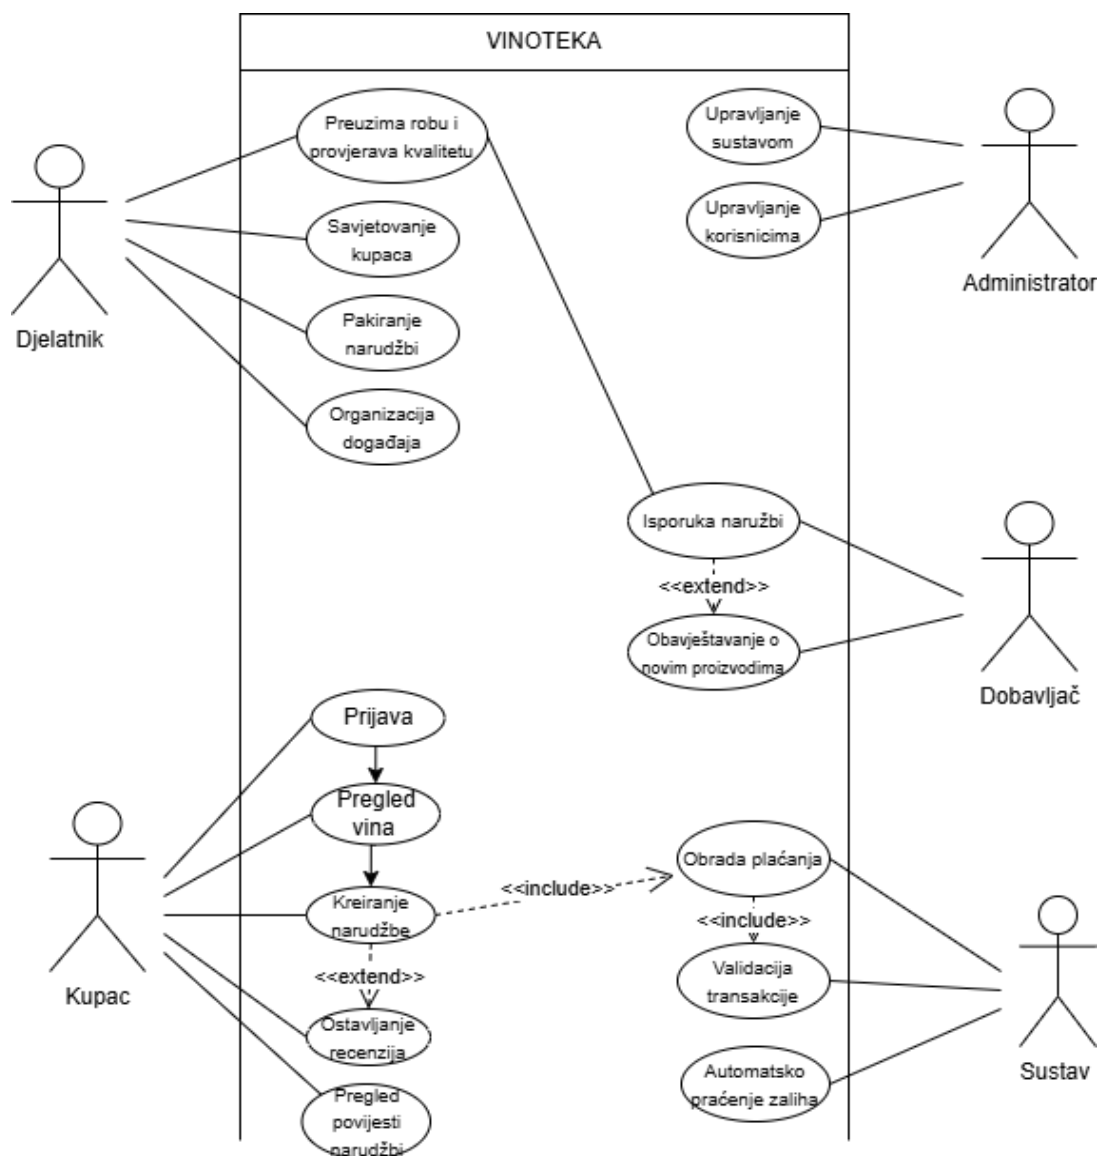 VINOTEKA
Preuzima robu i
provjerava kvalitetu
Upravljanje
sustavom
Savjetovanje
kupaca
Upravljanje
korisnicima
Administrator
Djelatnik
Pakiranje
narudžbi
Organizacija
događaja
Isporuka naružbi
<<extend>>
Obavještavanje o
novim proizvodima
Dobavljač
Prijava
Pregled
vina
Kreiranje
narudžbe
<<include>>
Obrada plaćanja
<<include>>
<<extend>>
Kupac
Validacija
transakcije
Ostavljanje
recenzija
Automatsko
praćenje zaliha
Sustav
Pregled
povijesti
narudžbi